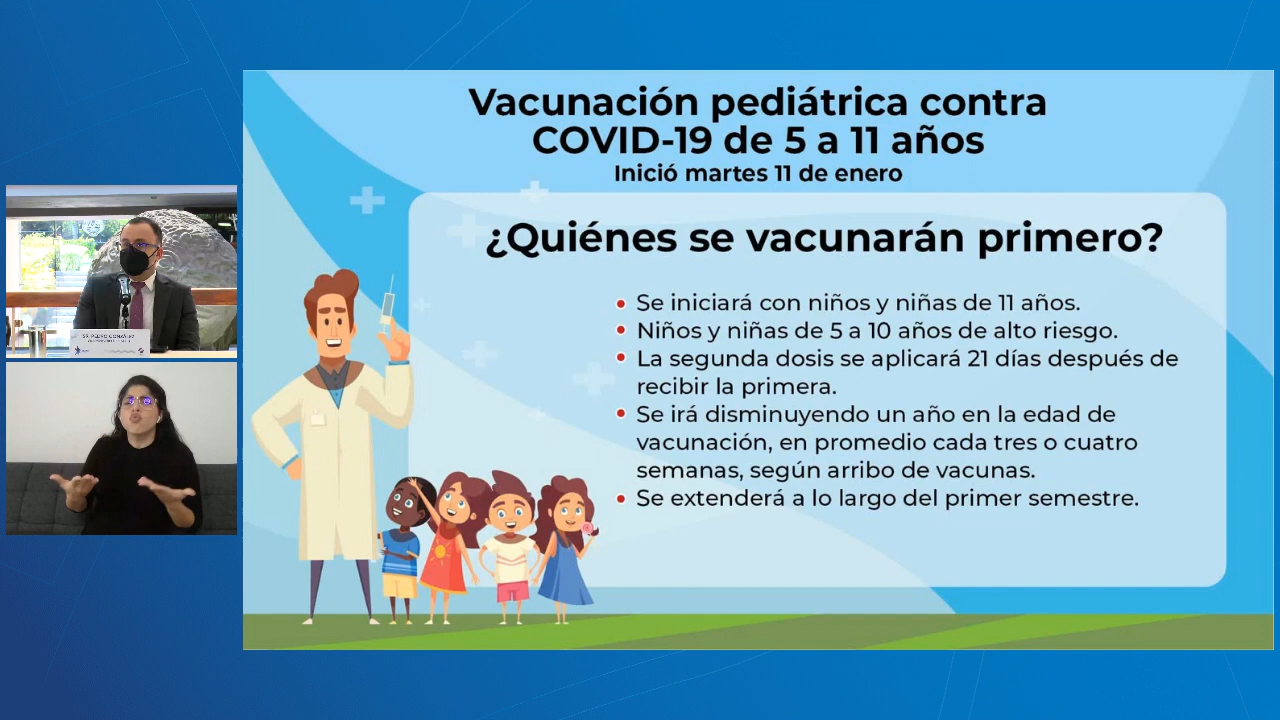 Vacunación pediátrica contra
COVID-19 de 5 a 11 años
Inició martes 11 de enero
¿Quiénes se vacunarán primero?
Se iniciará con niños y niñas de 11 años.
Niños y niñas de 5 a 10 años de alto riesgo.
La segunda dosis se aplicará 21 días después de
recibir la primera.
Se irá disminuyendo un año en la edad de
vacunación, en promedio cada tres o cuatro
semanas, según arribo de vacunas.
Se extenderá a lo largo del primer semestre.